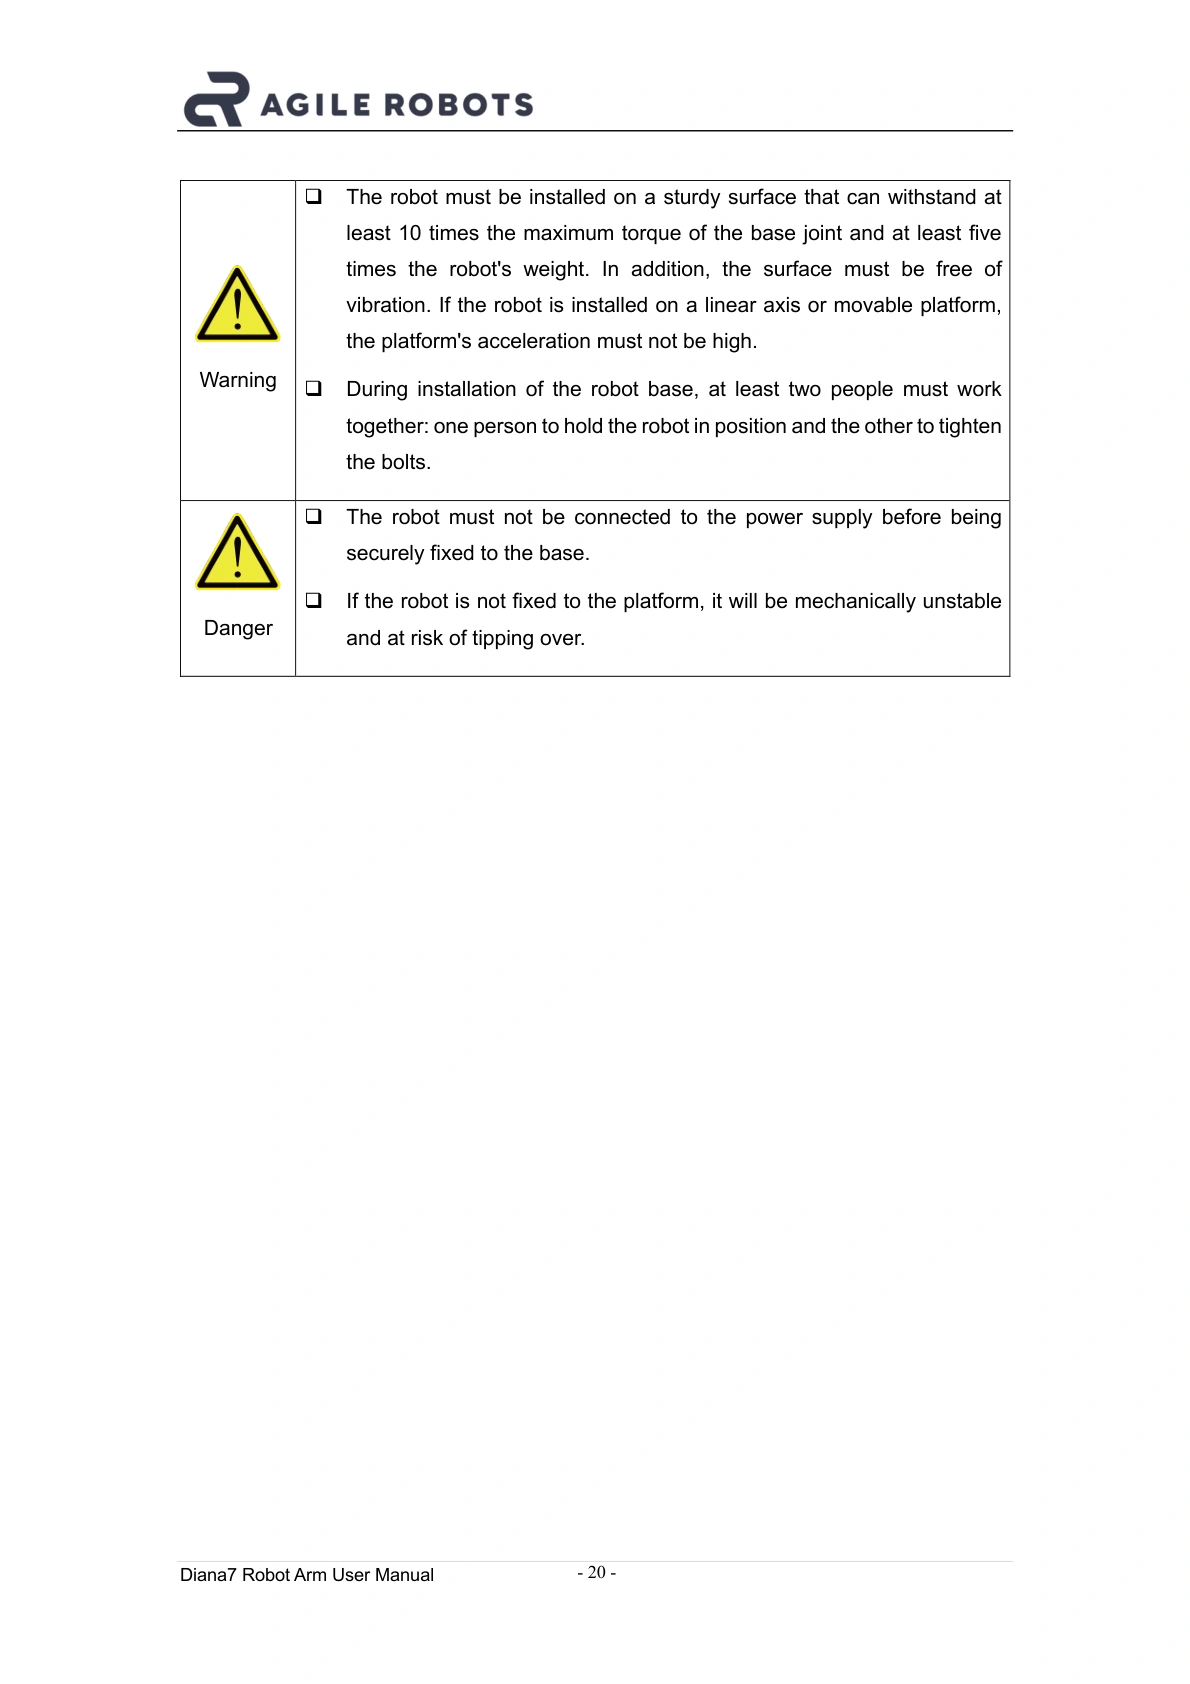 AGILE ROBOTS
❑ The robot must be installed on a sturdy surface that can withstand at
least 10 times the maximum torque of the base joint and at least five
times the robot's weight. In addition, the surface must be free of
vibration. If the robot is installed on a linear axis or movable platform,
the platform's acceleration must not be high.
Warning
❑ During installation of the robot base, at least two people must work
together: one person to hold the robot in position and the other to tighten
the bolts.
❑ The robot must not be connected to the power supply before being
securely fixed to the base.
Danger
❑ If the robot is not fixed to the platform, it will be mechanically unstable
and at risk of tipping over.
Diana7 Robot Arm User Manual - 20 -